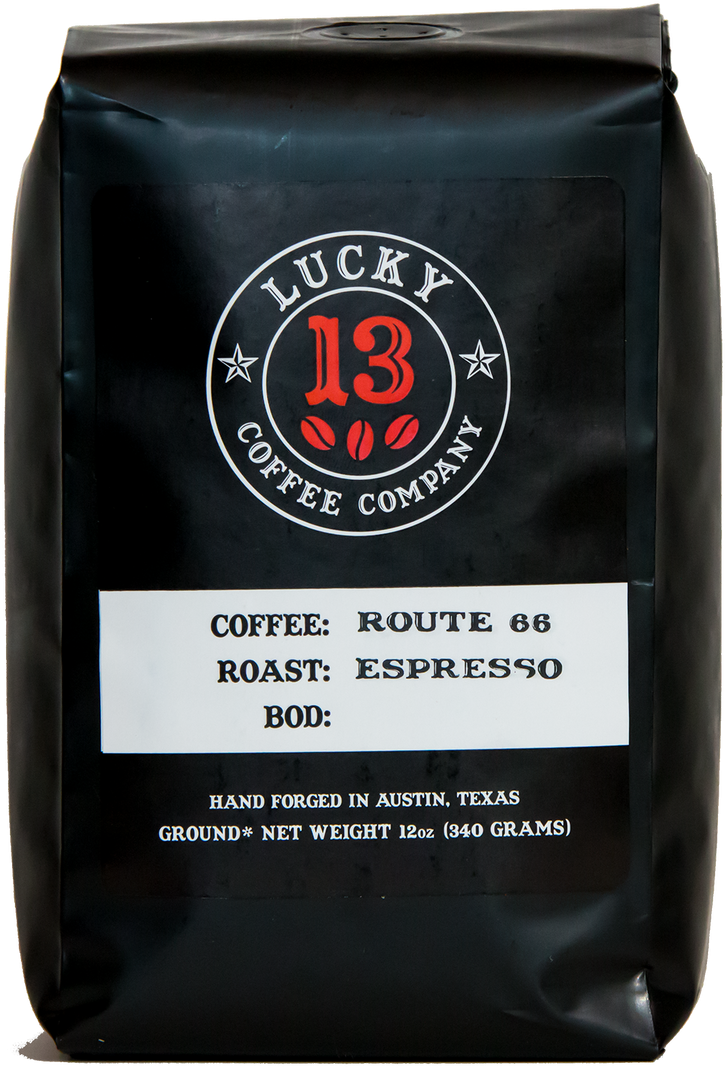 LUCKY
13
COFFEE COMPANY
COFFEE: ROUTE 66
ROAST: ESPRESSO
BOD:
HAND FORGED IN AUSTIN, TEXAS
GROUND* NET WEIGHT 12oz (340 GRAMS)